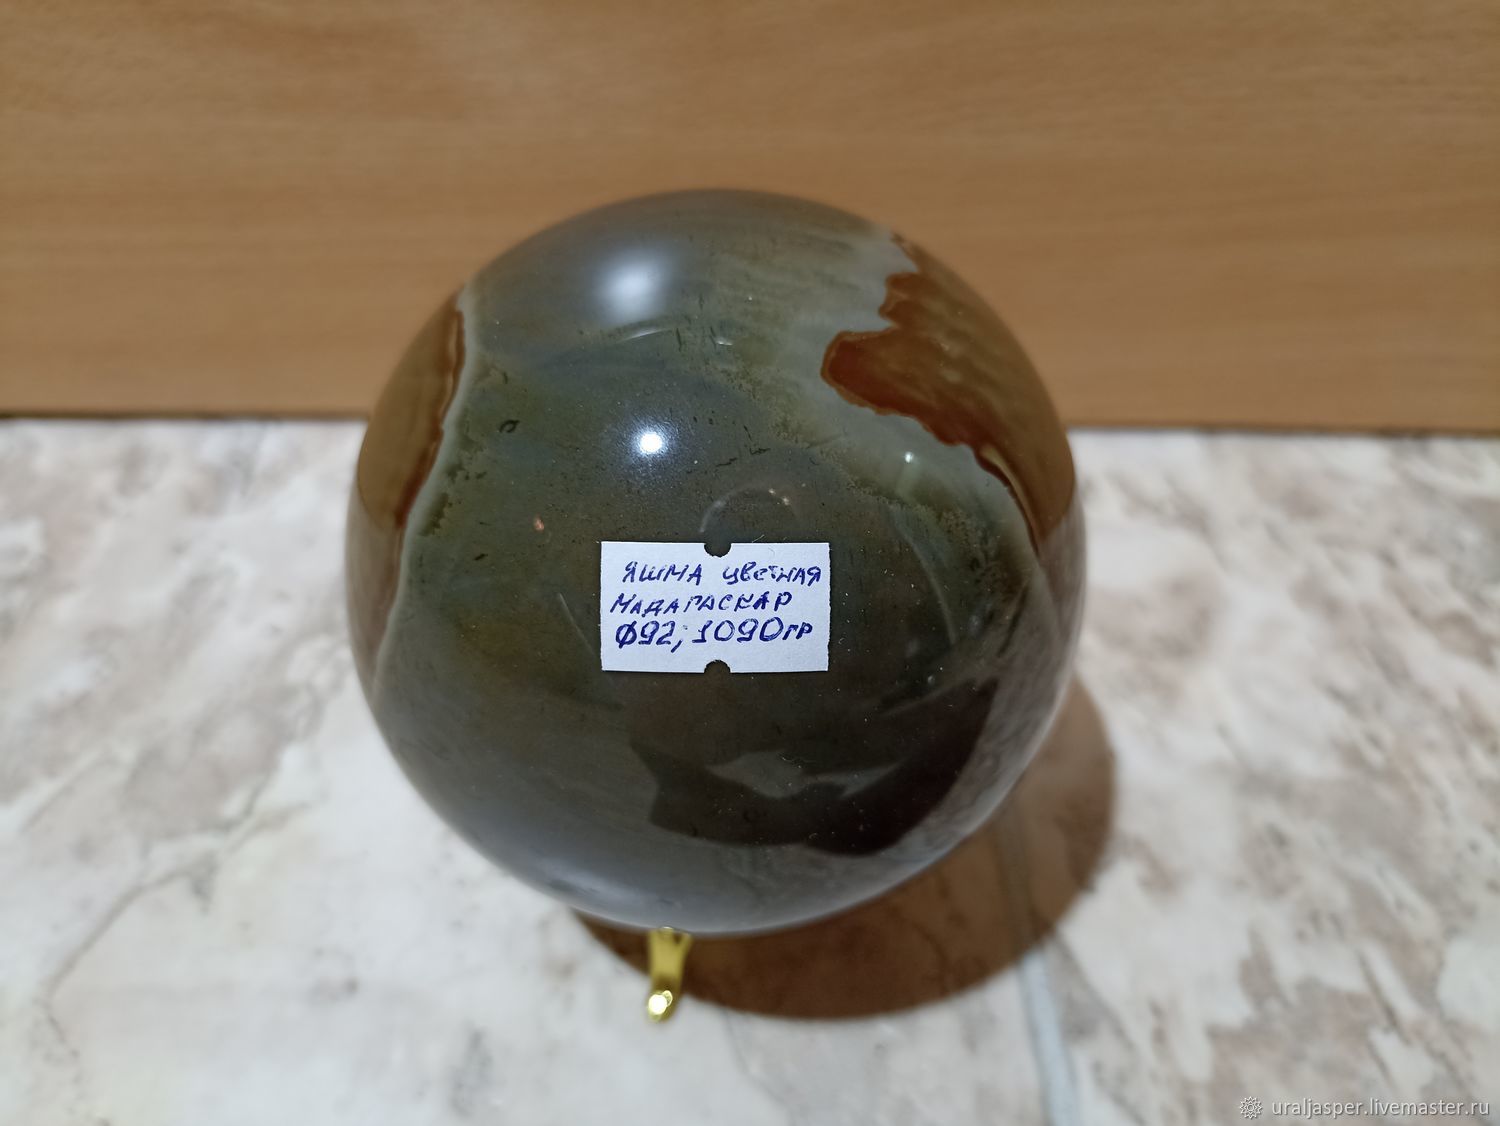 яшма цветная
Мадагаскар
Ø92; 1090гр
uraljasper.livemaster.ru